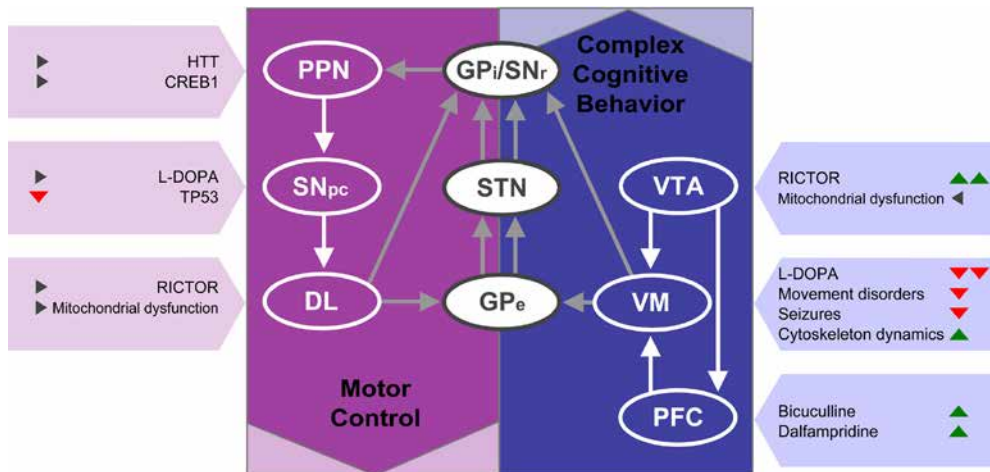 HTT
CREB1
L-DOPA
TP53
RICTOR
Mitochondrial dysfunction
PPN
SNpc
DL
Motor
Control
GPi/SNr
STN
GPe
Complex
Cognitive
Behavior
VTA
VM
PFC
RICTOR
Mitochondrial dysfunction
L-DOPA
Movement disorders
Seizures
Cytoskeleton dynamics
Bicuculline
Dalfampridine